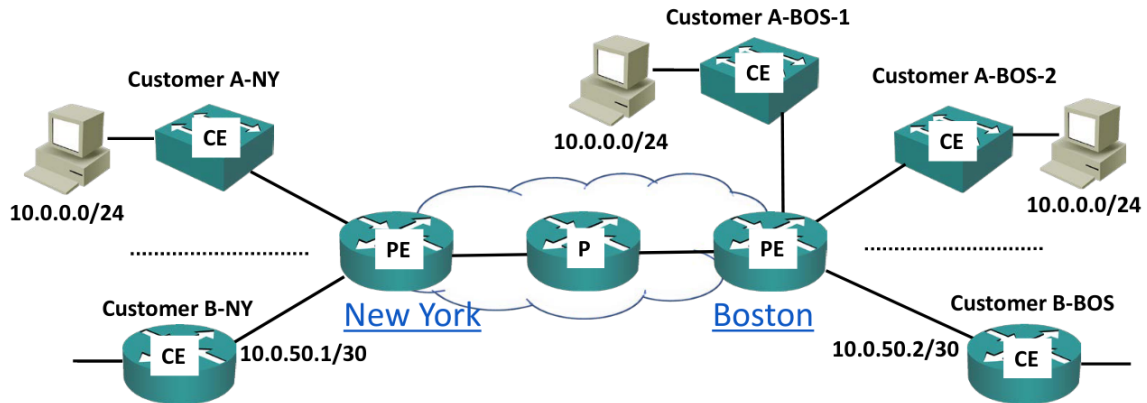 Customer A-BOS-1
CE
10.0.0.0/24
Customer A-NY
CE
10.0.0.0/24
Customer A-BOS-2
CE
10.0.0.0/24
PE
P
PE
New York
Boston
Customer B-NY
CE
10.0.50.1/30
Customer B-BOS
10.0.50.2/30
CE